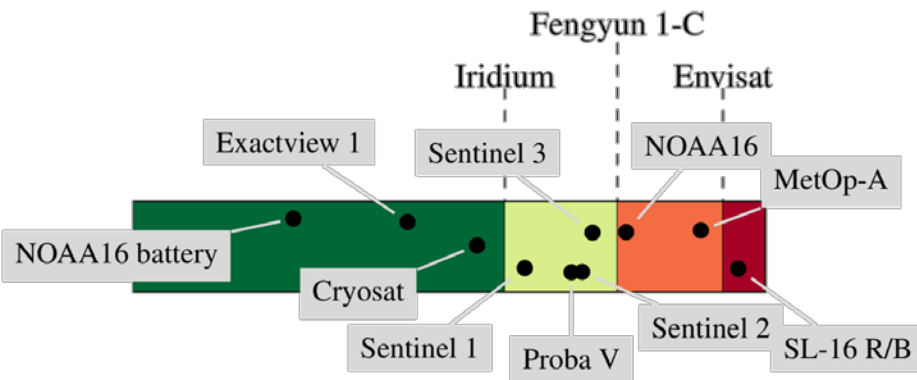 Fengyun 1-C
Iridium
Envisat
Exactview 1
Sentinel 3
NOAA16
MetOp-A
NOAA16 battery
Cryosat
Sentinel 1
Proba V
Sentinel 2
SL-16 R/B